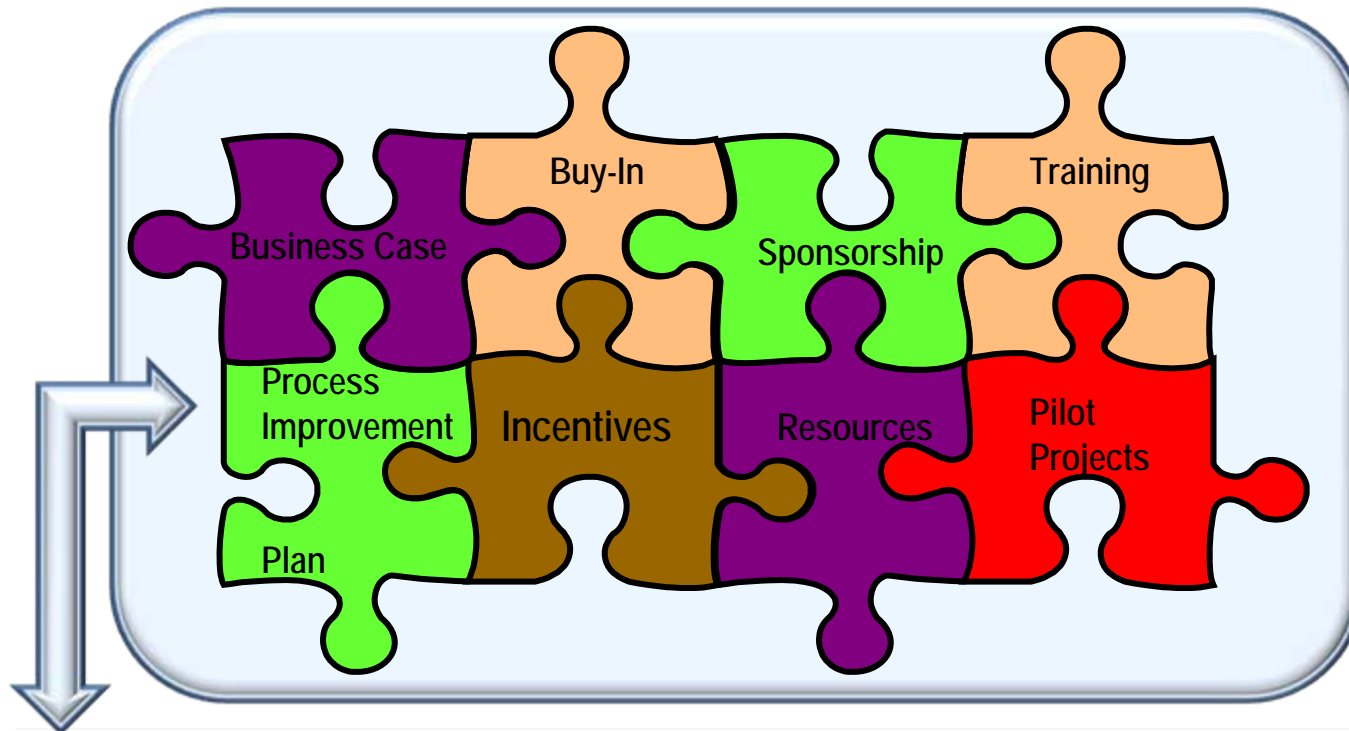 Buy-In
Training
Business Case
Sponsorship
Process
Improvement
Plan
Incentives
Resources
Pilot
Projects